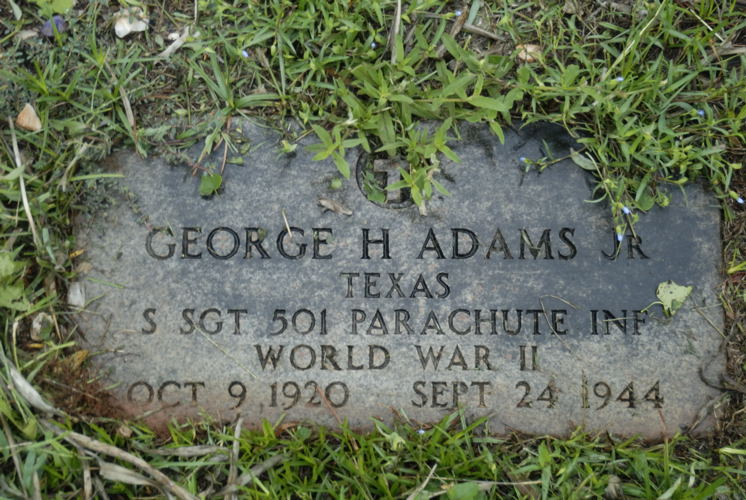 GEORGE H ADAMS JR
TEXAS
S SGT 501 PARACHUTE INF
WORLD WAR II
OCT 9 1920 SEPT 24 1944